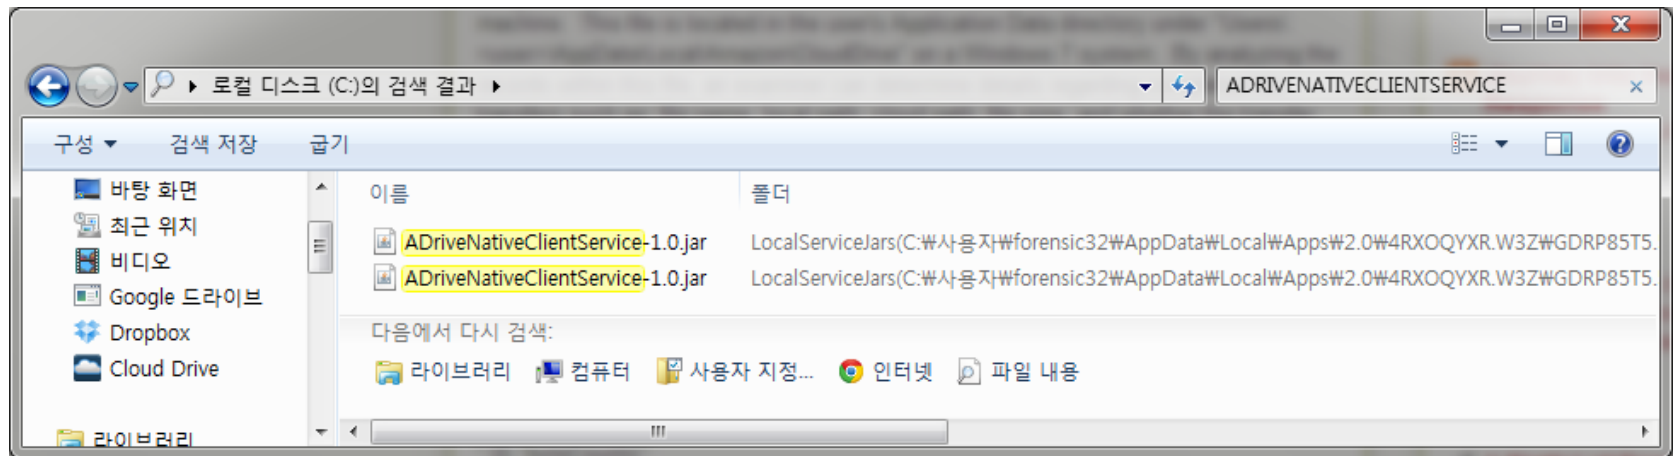 로컬 디스크 (C:)의 검색 결과
ADRIVENATIVECLIENTSERVICE
구성 검색 저장 굽기
바탕 화면
최근 위치
비디오
Google 드라이브
Dropbox
Cloud Drive
라이브러리
이름 폴더
ADriveNativeClientService-1.0.jar LocalServiceJars(C:₩사용자₩forensic32₩AppData₩Local₩Apps₩2.0₩4RXOQYXR.W3Z₩GDRP85T5.
ADriveNativeClientService-1.0.jar LocalServiceJars(C:₩사용자₩forensic32₩AppData₩Local₩Apps₩2.0₩4RXOQYXR.W3Z₩GDRP85T5.
다음에서 다시 검색:
라이브러리 컴퓨터 사용자 지정... 인터넷 파일 내용